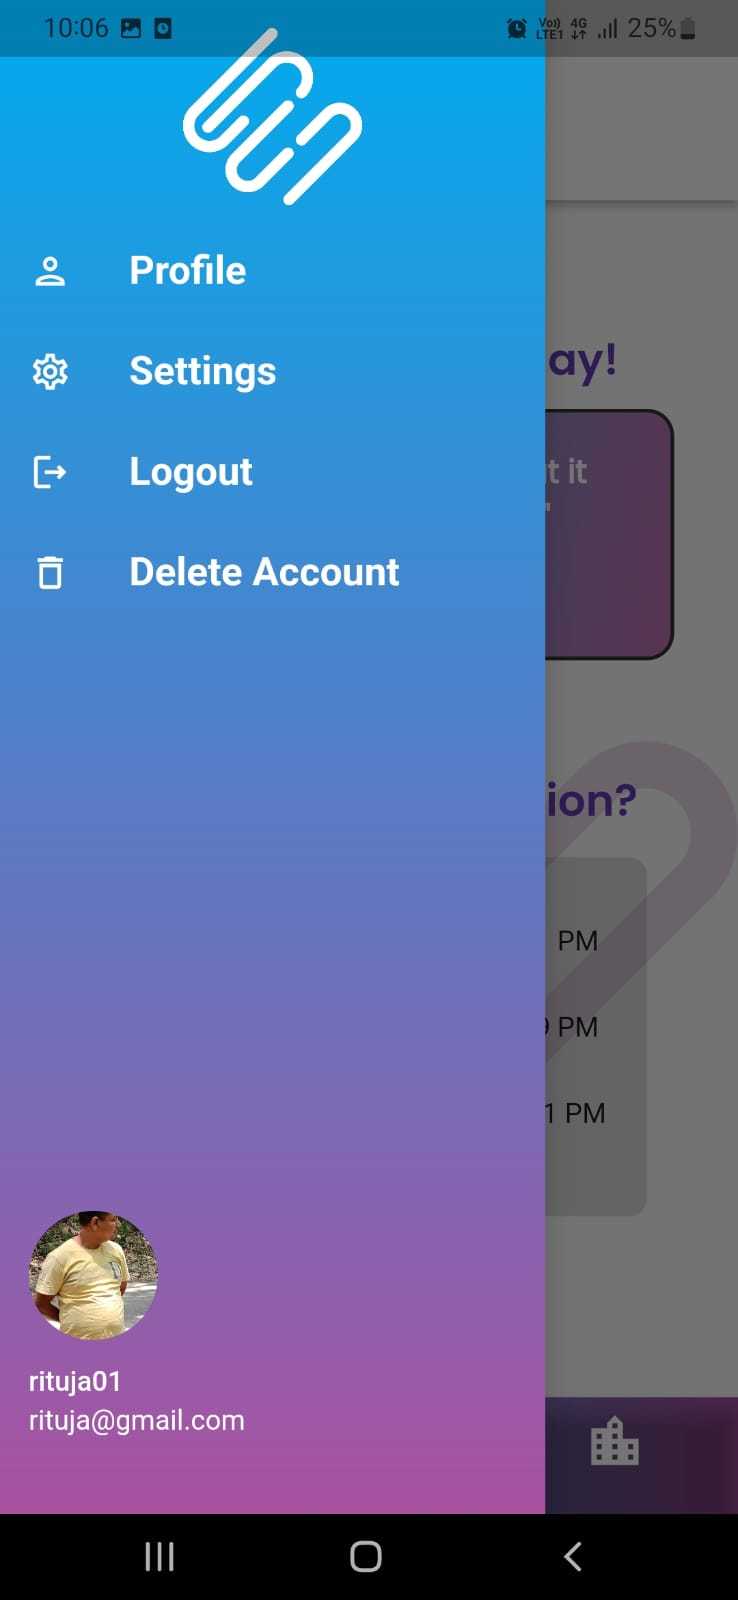 10:06
Vo)) LTE1 4G 25%
Profile
ay!
Settings
Logout
t it
"
Delete Account
ion?
PM
9 PM
1 PM
rituja01
rituja@gmail.com